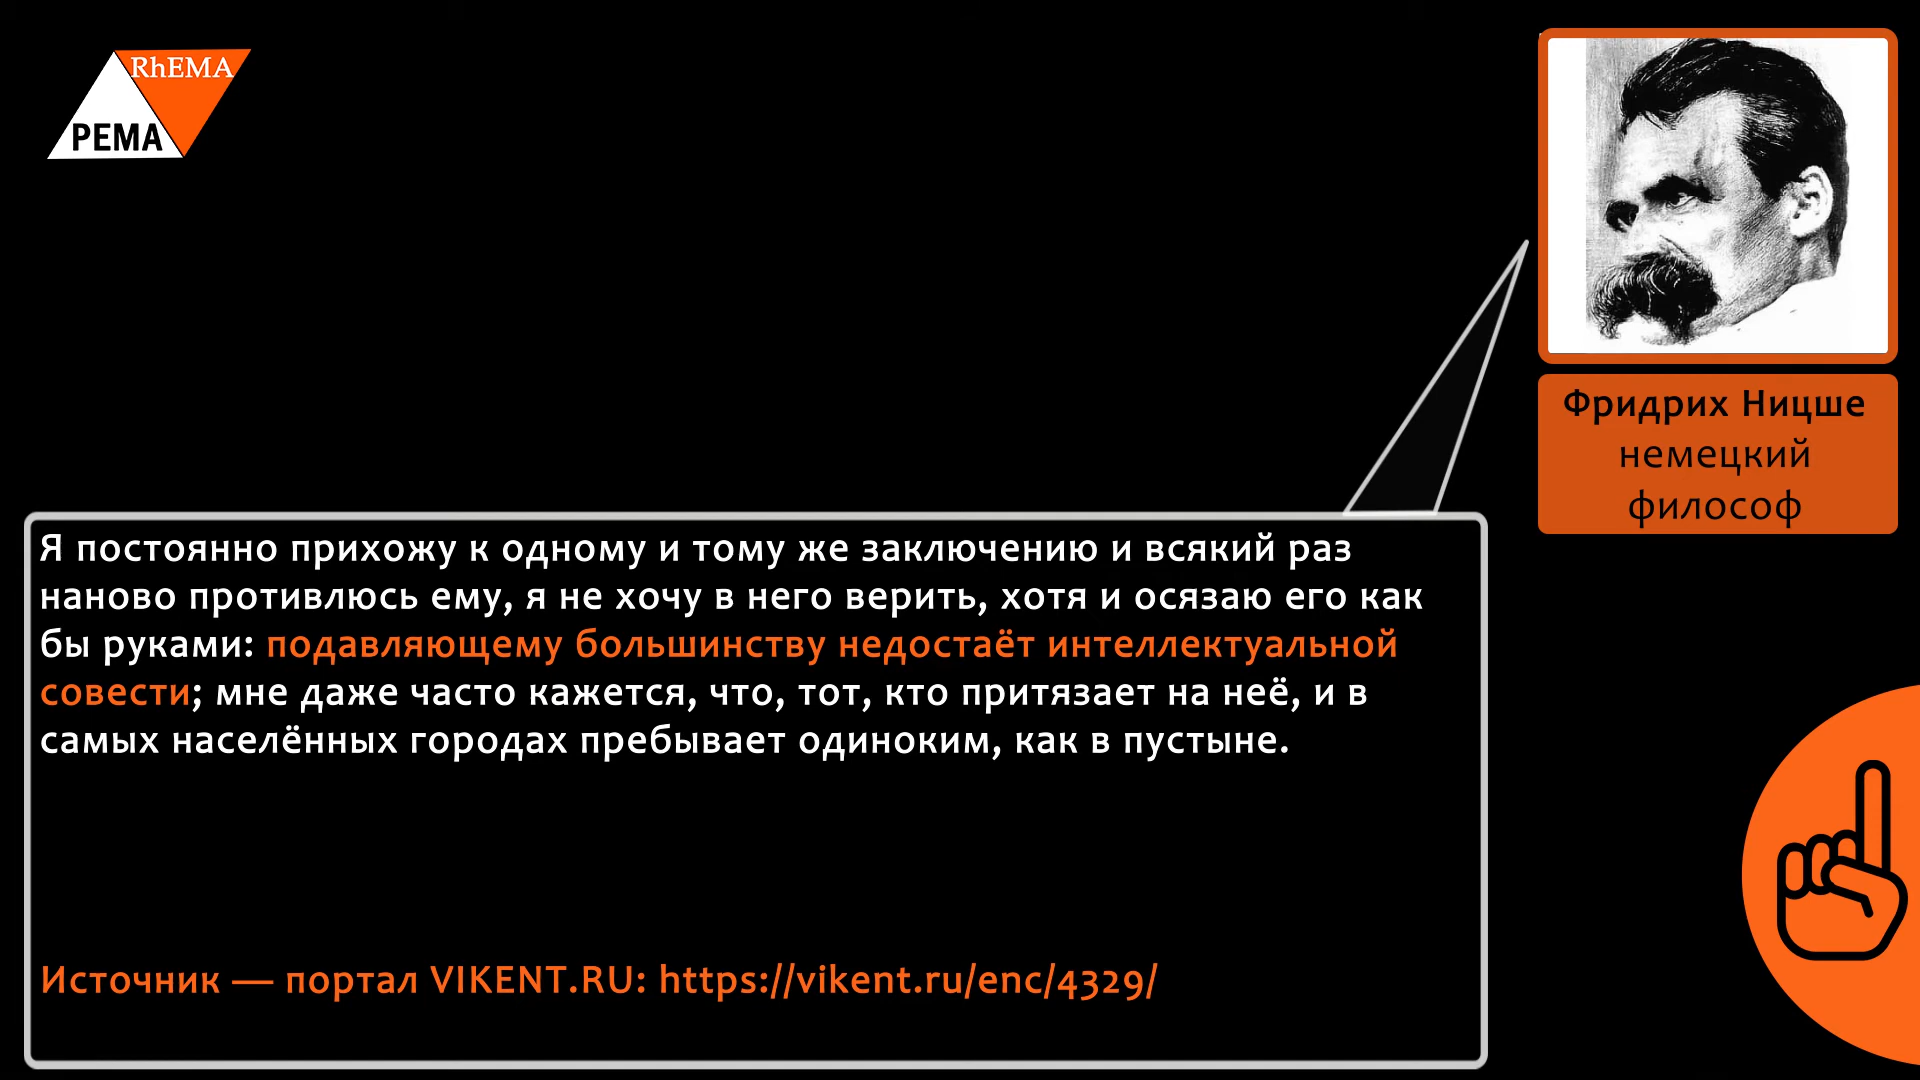 RhEMA
РЕМА
Фридрих Ницше
немецкий
философ
Я постоянно прихожу к одному и тому же заключению и всякий раз
наново противлюсь ему, я не хочу в него верить, хотя и осязаю его как
бы руками: подавляющему большинству недостаёт интеллектуальной
совести; мне даже часто кажется, что, тот, кто притязает на неё, и в
самых населённых городах пребывает одиноким, как в пустыне.
Источник — портал VIKENT.RU: https://vikent.ru/enc/4329/